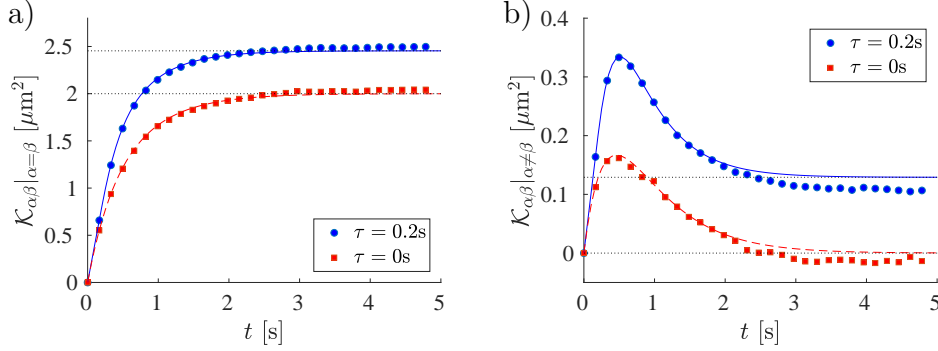 a)
𝒦αβ|α=β [μm²]
2.5
2
1.5
1
0.5
0
0 1 2 3 4 5
t [s]
τ = 0.2s
τ = 0s
b)
𝒦αβ|α≠β [μm²]
0.4
0.3
0.2
0.1
0
0 1 2 3 4 5
t [s]
τ = 0.2s
τ = 0s